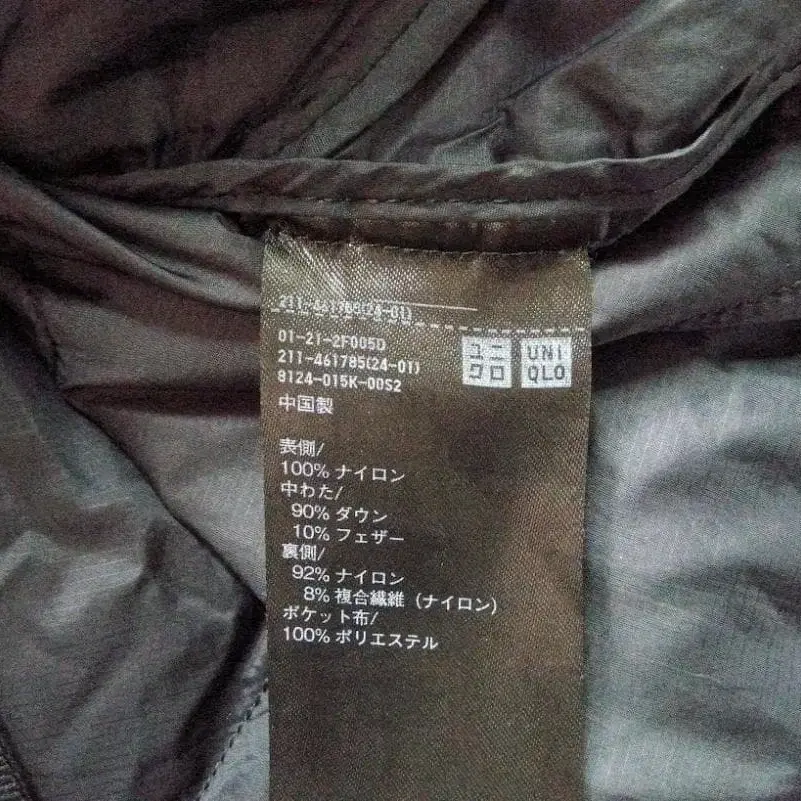 211-461785(24-01)
01-21-2F005D
211-461785(24-01)
8124-015K-00S2
中国製
ユニ
クロ
UNI
QLO
表側/
100% ナイロン
中わた/
90% ダウン
10% フェザー
裏側/
92% ナイロン
8% 複合繊維 (ナイロン)
ポケット布/
100% ポリエステル